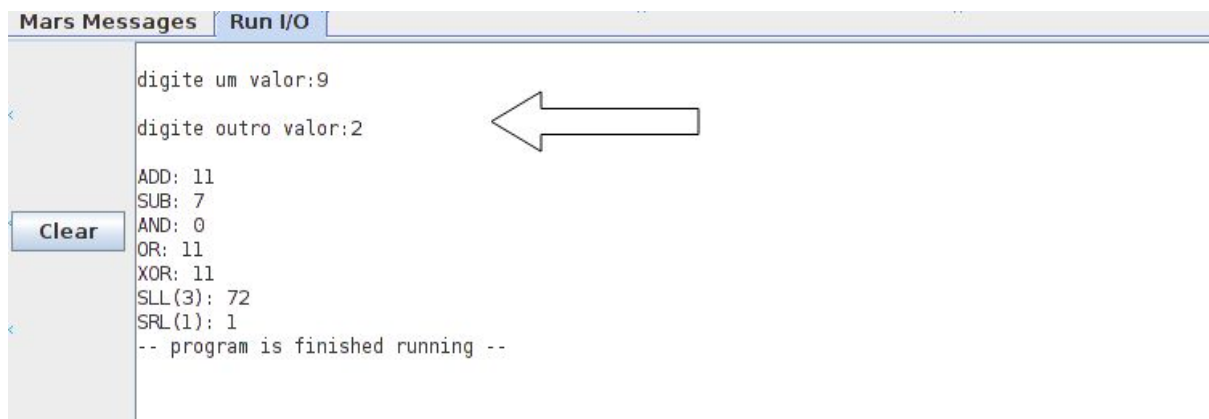 Mars Messages Run I/O
digite um valor:9
digite outro valor:2
ADD: 11
SUB: 7
AND: 0
OR: 11
XOR: 11
SLL(3): 72
SRL(1): 1
-- program is finished running --
Clear